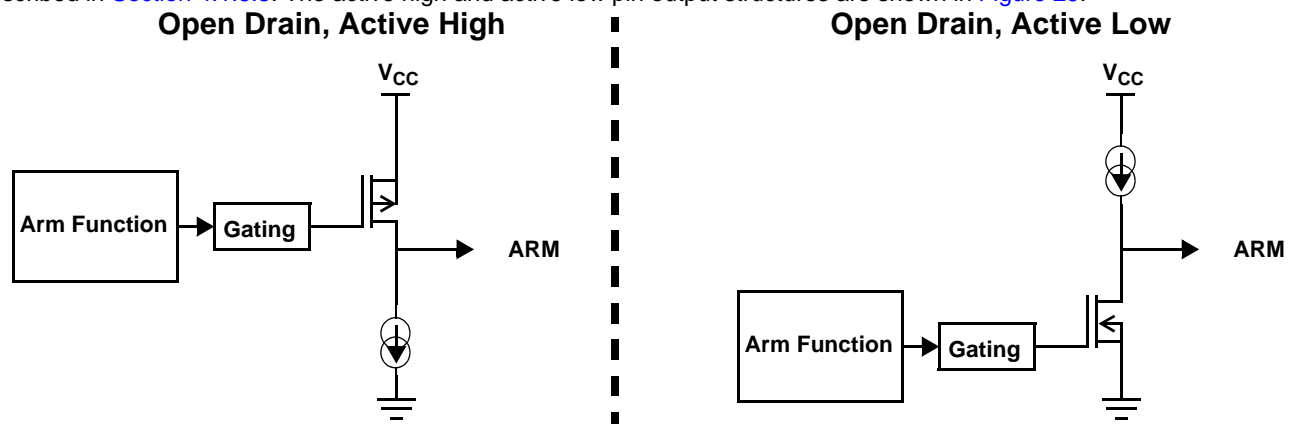 Open Drain, Active High
Open Drain, Active Low
VCC
VCC
Arm Function
Gating
ARM
ARM
Arm Function
Gating